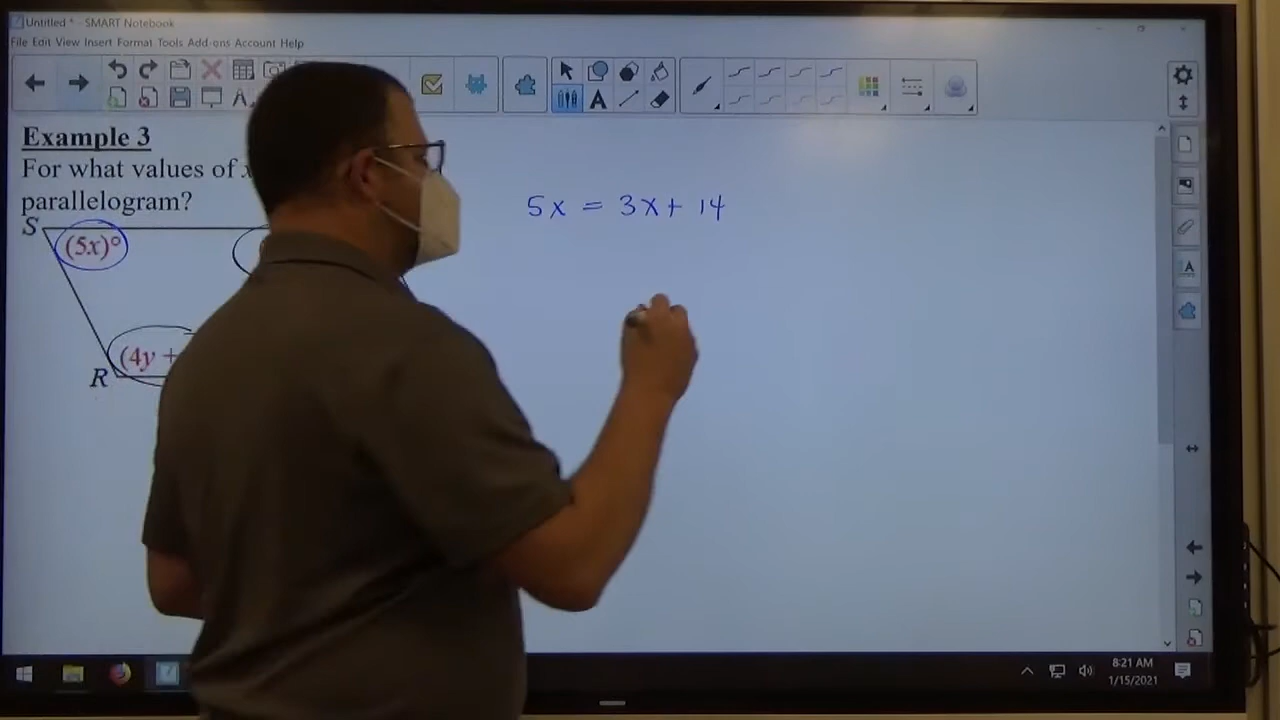 Untitled * - SMART Notebook
File Edit View Insert Format Tools Add-ons Account Help
Example 3
For what values of x
parallelogram?
5x = 3x + 14
S
(5x)°
(4y +
R
8:21 AM
1/15/2021